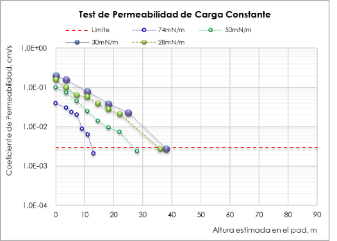 Test de Permeabilidad de Carga Constante
Limite 74mN/m 50mN/m
30mN/m 28mN/m
Coeficiente de Permeabilidad, cm/s
1.0E+00
1.0E-01
1.0E-02
1.0E-03
1.0E-04
0 10 20 30 40 50 60 70 80 90
Altura estimada en el pad, m